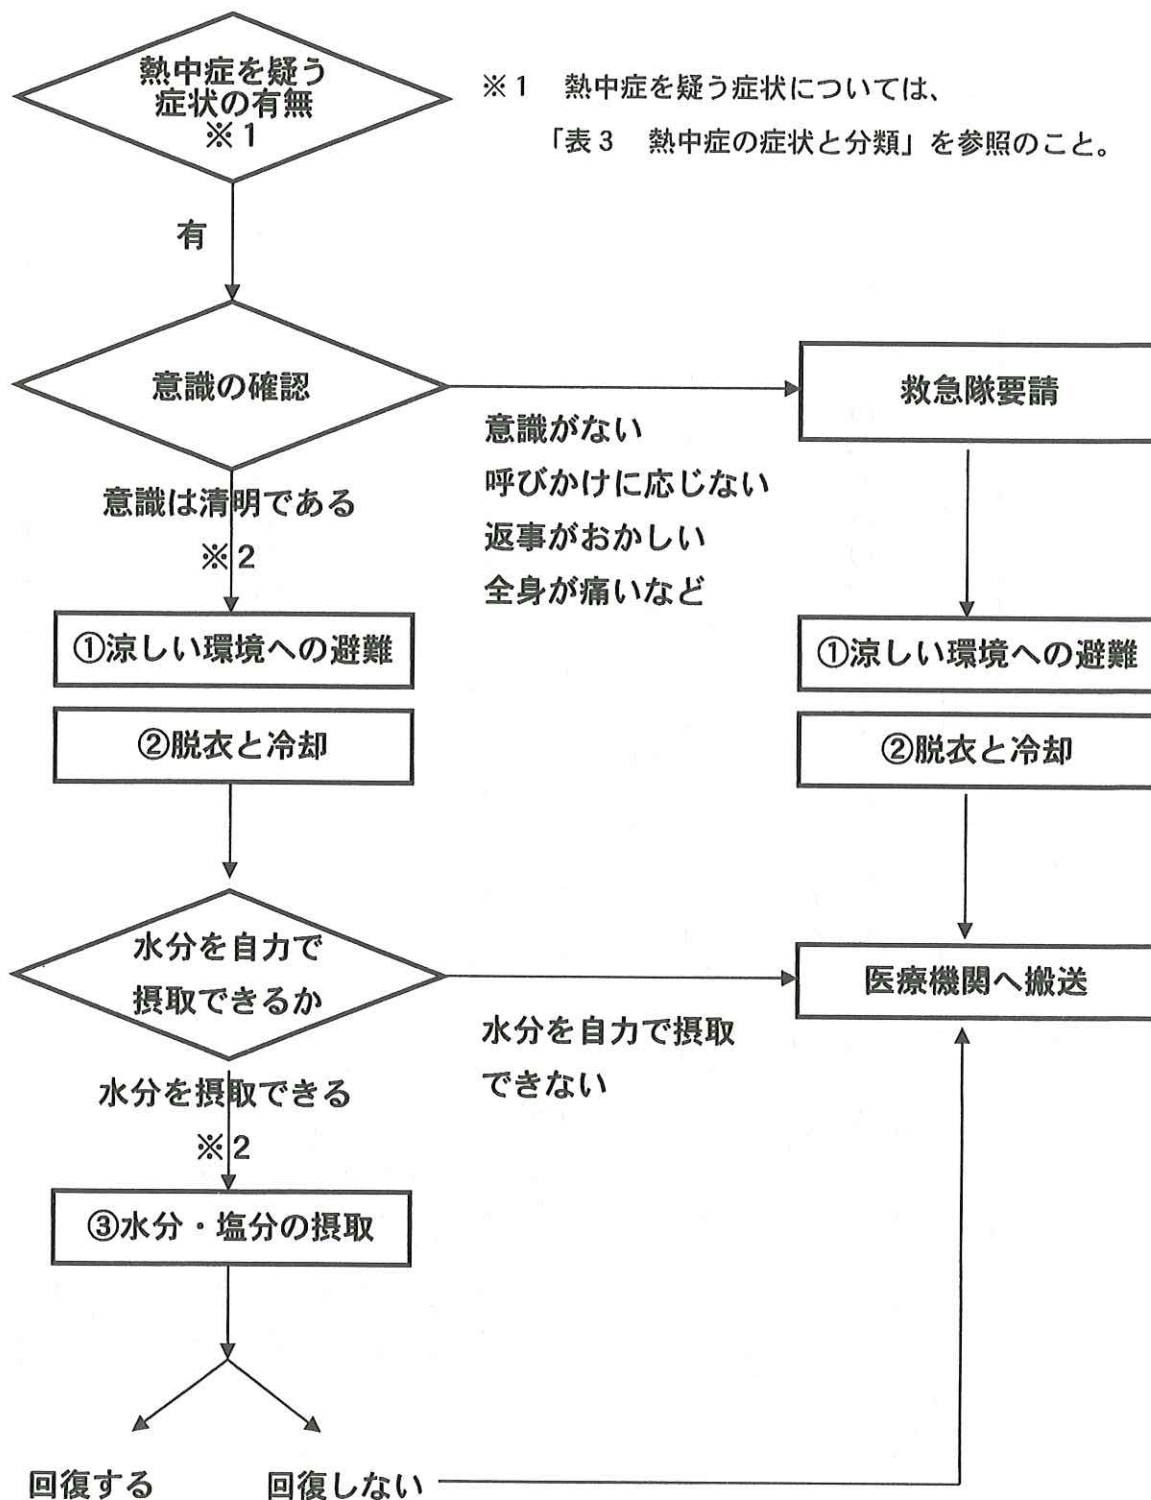 熱中症を疑う
症状の有無
※1
※1　熱中症を疑う症状については、
「表3　熱中症の症状と分類」を参照のこと。
有
意識の確認
救急隊要請
意識がない
呼びかけに応じない
返事がおかしい
全身が痛いなど
意識は清明である
※2
①涼しい環境への避難
①涼しい環境への避難
②脱衣と冷却
②脱衣と冷却
水分を自力で
摂取できるか
医療機関へ搬送
水分を自力で摂取
できない
水分を摂取できる
※2
③水分・塩分の摂取
回復する
回復しない